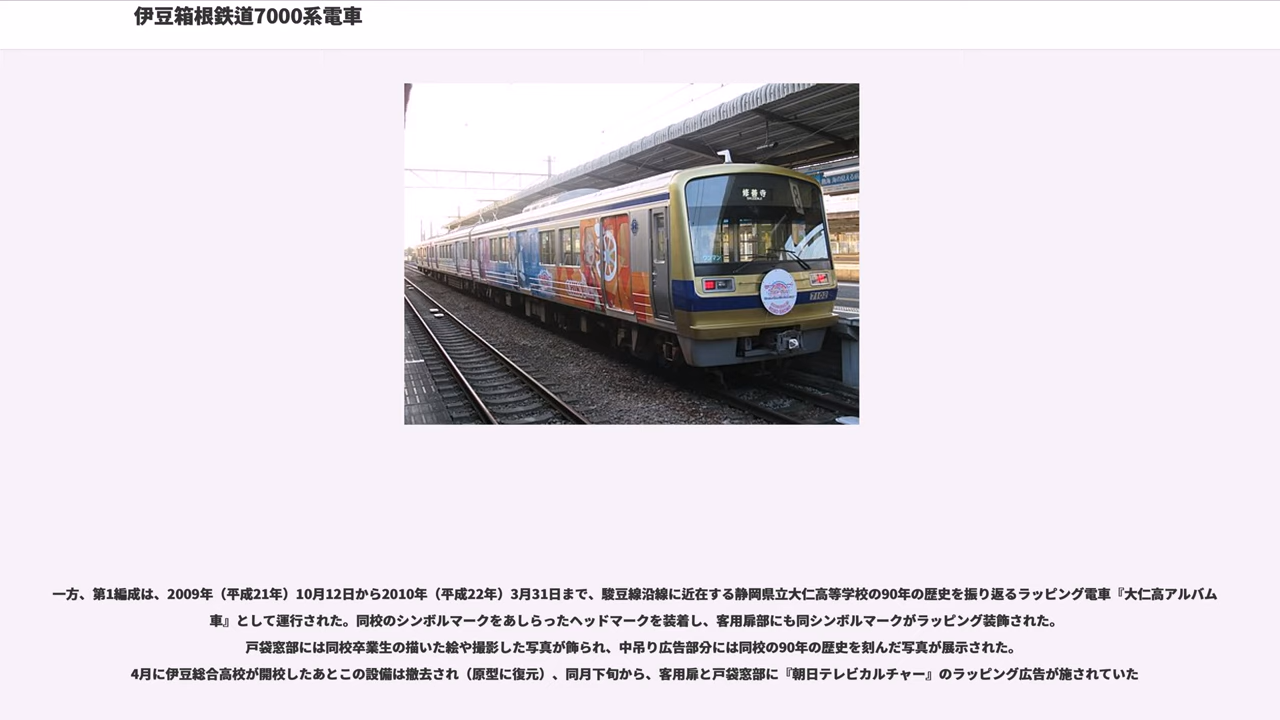 伊豆箱根鉄道7000系電車
修善寺
ワンマン
7102
一方、第1編成は、2009年（平成21年）10月12日から2010年（平成22年）3月31日まで、駿豆線沿線に近在する静岡県立大仁高等学校の90年の歴史を振り返るラッピング電車『大仁高アルバム
車』として運行された。同校のシンボルマークをあしらったヘッドマークを装着し、客用扉部にも同シンボルマークがラッピング装飾された。
戸袋窓部には同校卒業生の描いた絵や撮影した写真が飾られ、中吊り広告部分には同校の90年の歴史を刻んだ写真が展示された。
4月に伊豆総合高校が開校したあとこの設備は撤去され（原型に復元）、同月下旬から、客用扉と戸袋窓部に『朝日テレビカルチャー』のラッピング広告が施されていた